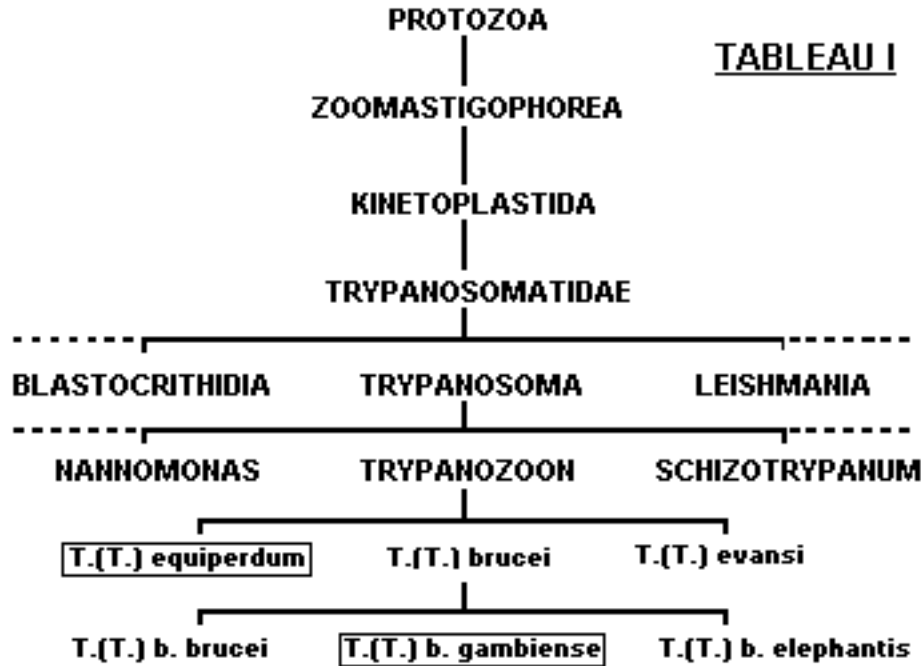 PROTOZOA
TABLEAU I
ZOOMASTIGOPHOREA
KINETOPLASTIDA
TRYPANOSOMATIDAE
BLASTOCRITHIDIA TRYPANOSOMA LEISHMANIA
NANNOMONAS TRYPANOZOON SCHIZOTRYPANUM
T.(T.) equiperdum T.(T.) brucei T.(T.) evansi
T.(T.) b. brucei T.(T.) b. gambiense T.(T.) b. elephantis